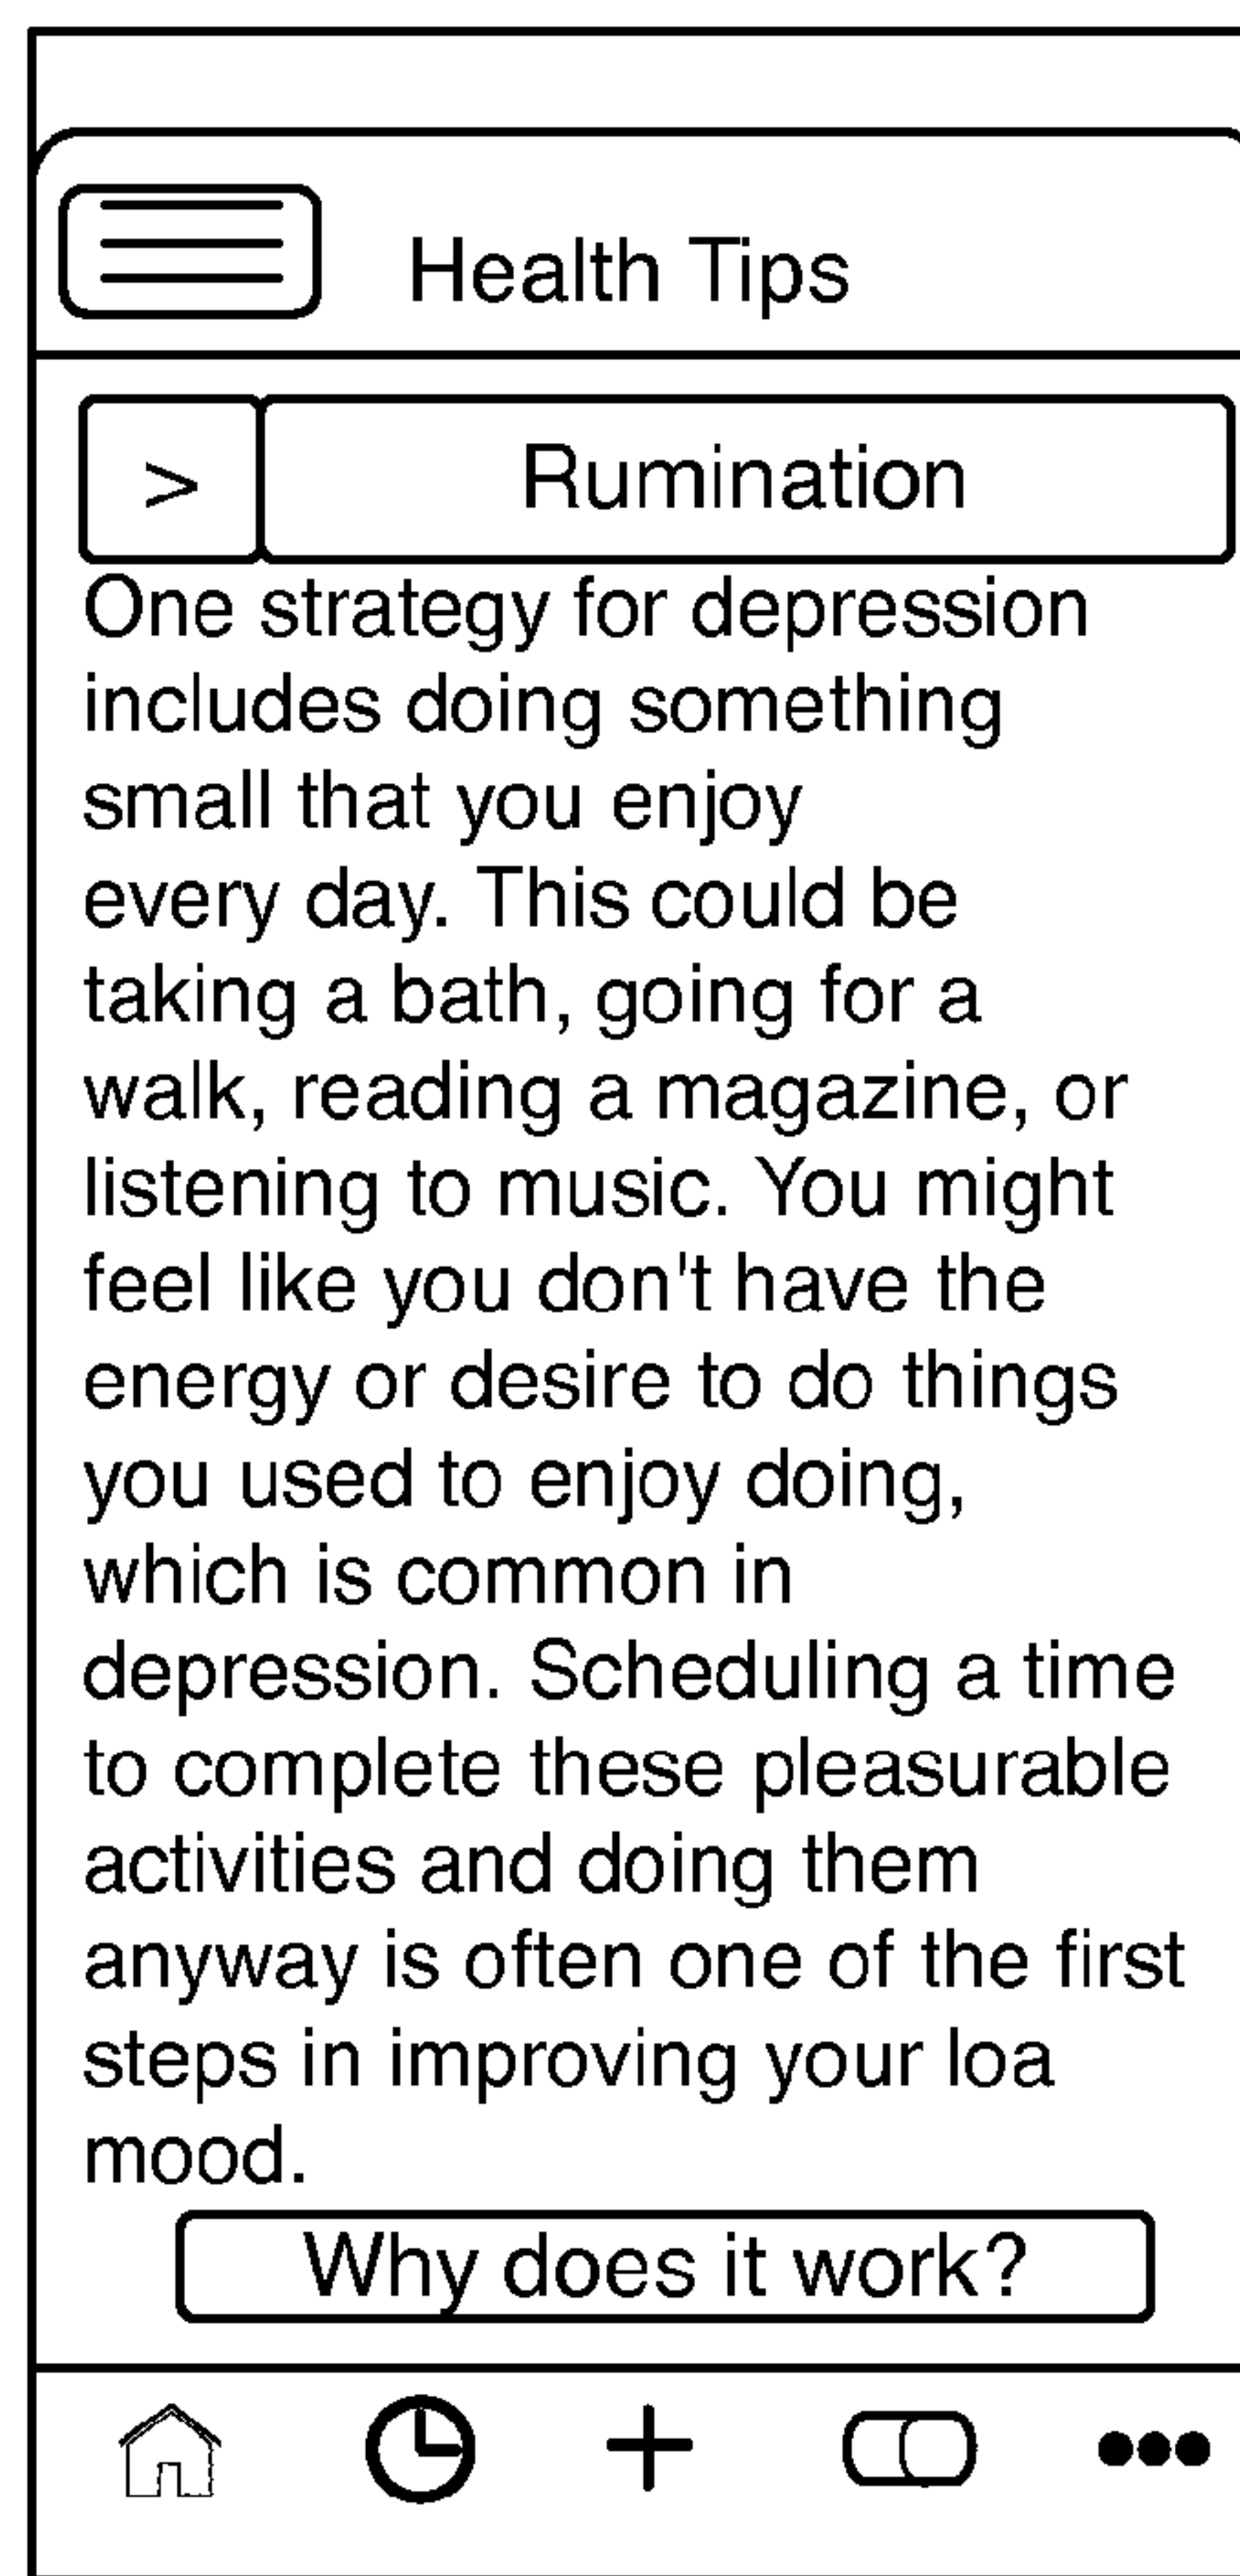 Health Tips
> Rumination
One strategy for depression
includes doing something
small that you enjoy
every day. This could be
taking a bath, going for a
walk, reading a magazine, or
listening to music. You might
feel like you don't have the
energy or desire to do things
you used to enjoy doing,
which is common in
depression. Scheduling a time
to complete these pleasurable
activities and doing them
anyway is often one of the first
steps in improving your loa
mood.
Why does it work?